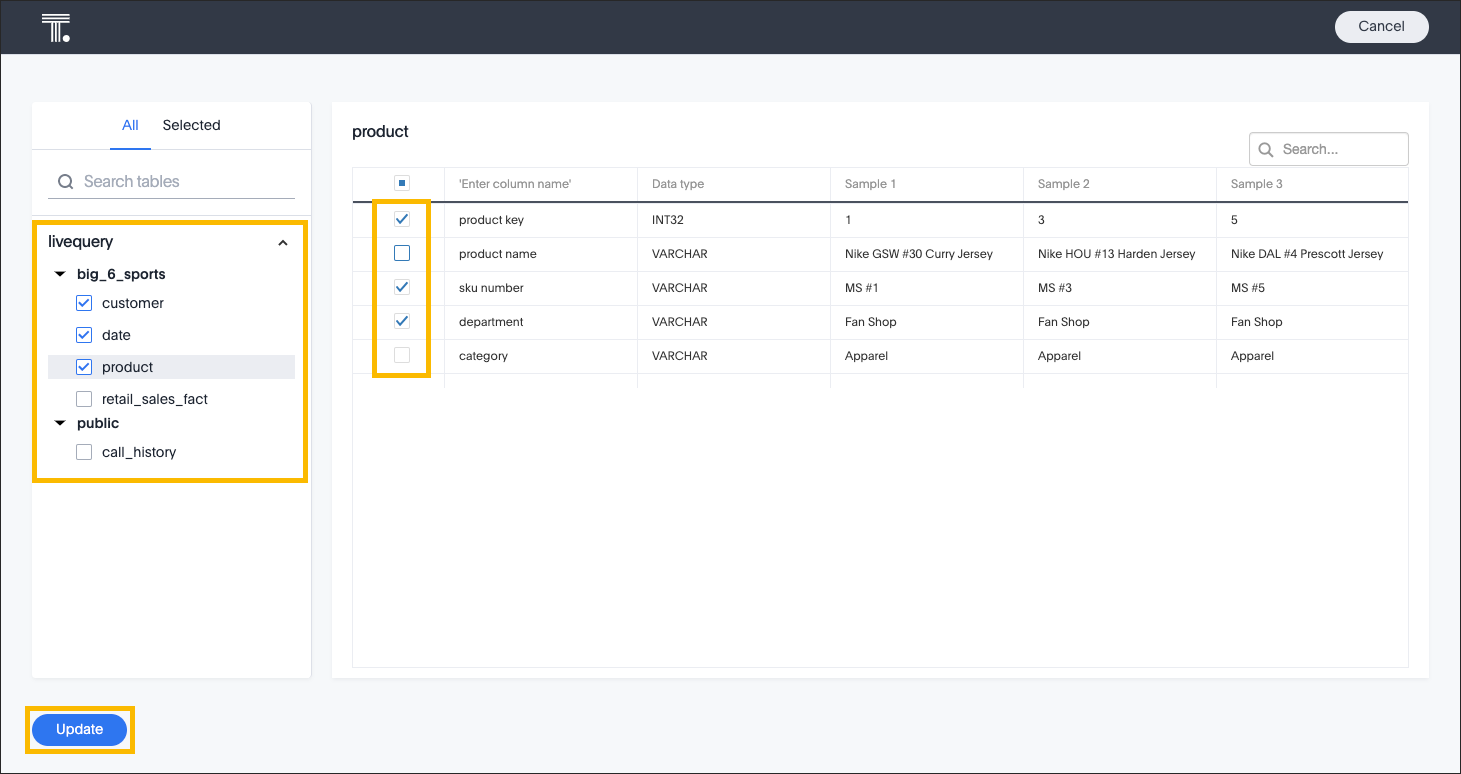 T.
Cancel
All Selected
Search tables
livequery
big_6_sports
customer
date
product
retail_sales_fact
public
call_history
product
Search...
'Enter column name' Data type Sample 1 Sample 2 Sample 3
product key INT32 1 3 5
product name VARCHAR Nike GSW #30 Curry Jersey Nike HOU #13 Harden Jersey Nike DAL #4 Prescott Jersey
sku number VARCHAR MS #1 MS #3 MS #5
department VARCHAR Fan Shop Fan Shop Fan Shop
category VARCHAR Apparel Apparel Apparel
Update